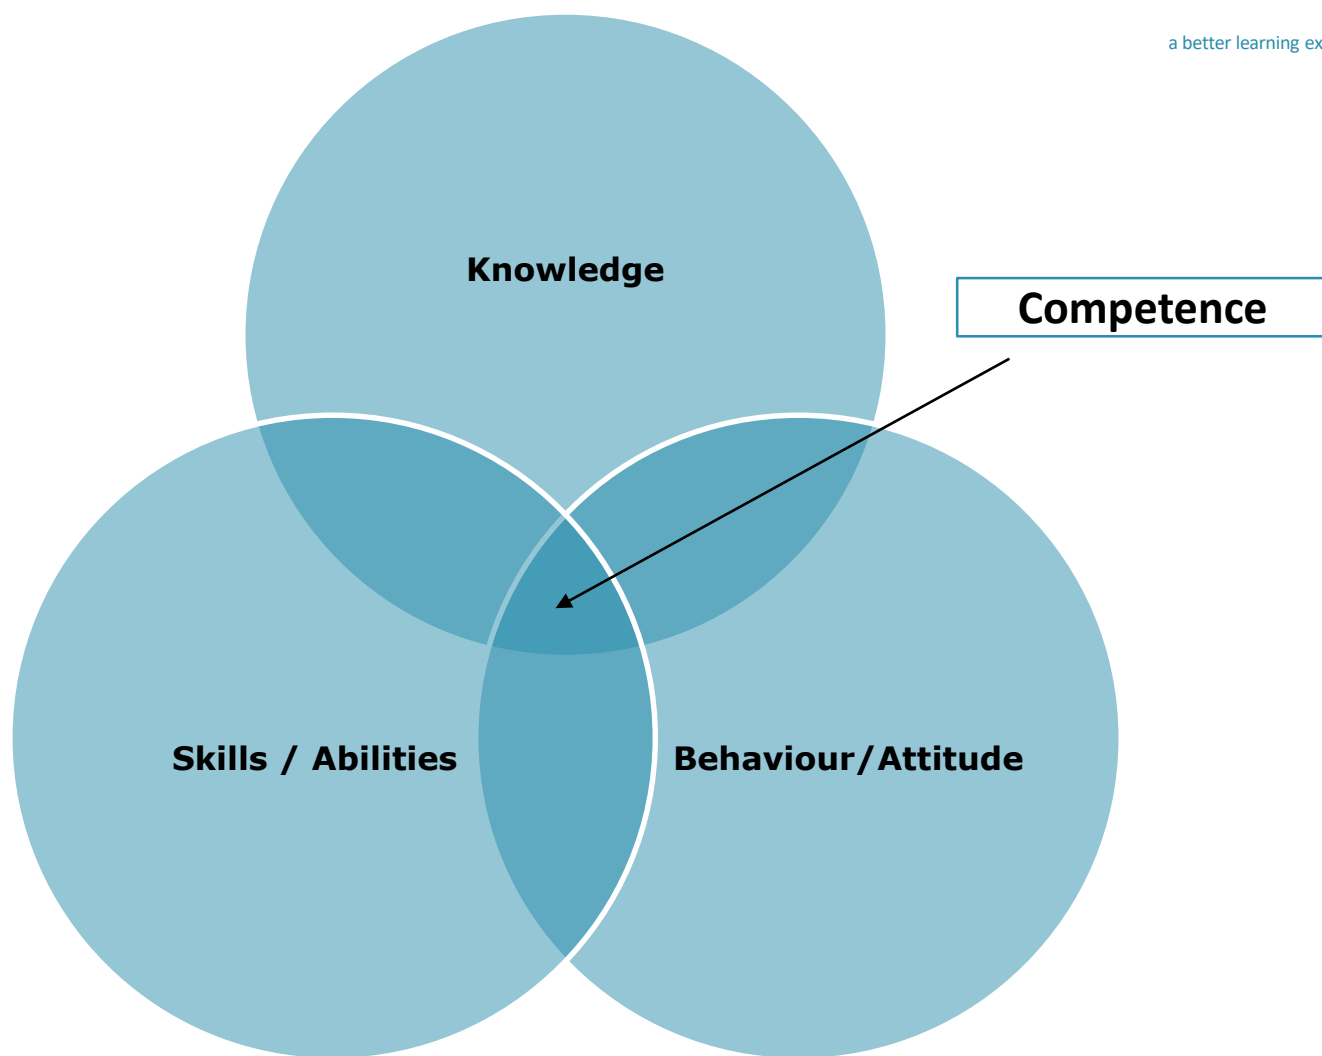 a better learning ex
Knowledge
Competence
Skills / Abilities
Behaviour/Attitude